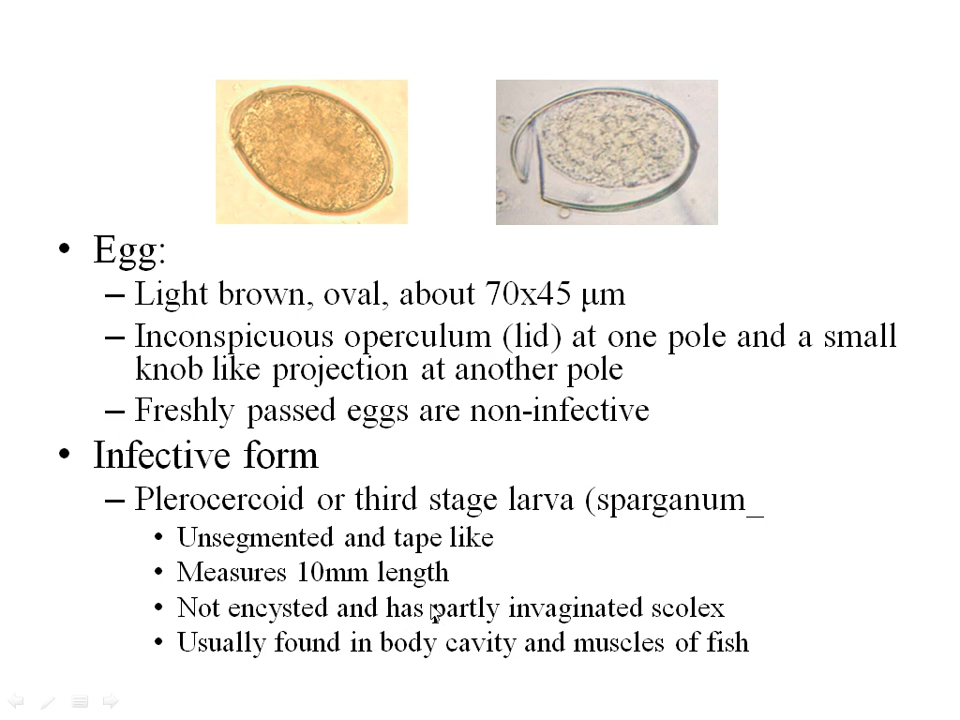 • Egg:
– Light brown, oval, about 70x45 μm
– Inconspicuous operculum (lid) at one pole and a small
knob like projection at another pole
– Freshly passed eggs are non-infective
• Infective form
– Plerocercoid or third stage larva (sparganum_
• Unsegmented and tape like
• Measures 10mm length
• Not encysted and has partly invaginated scolex
• Usually found in body cavity and muscles of fish